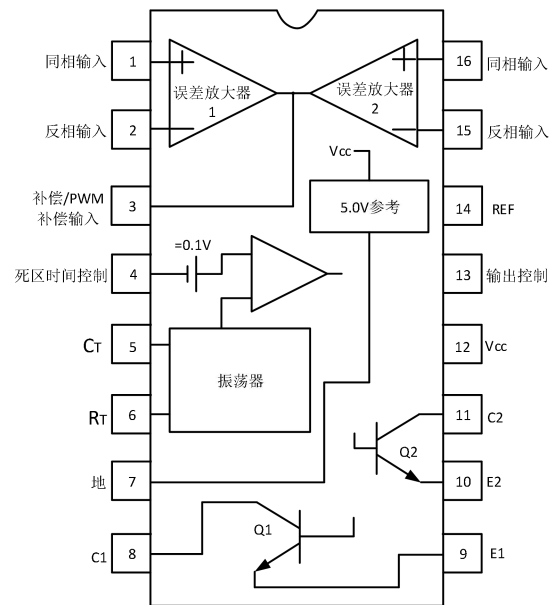 同相输入
1
误差放大器
1
误差放大器
2
16
同相输入
反相输入
2
15
反相输入
Vcc
补偿/PWM
补偿输入
3
5.0V参考
14
REF
=0.1V
死区时间控制
4
13
输出控制
CT
5
振荡器
12
Vcc
RT
6
11
C2
Q2
地
7
10
E2
C1
8
Q1
9
E1